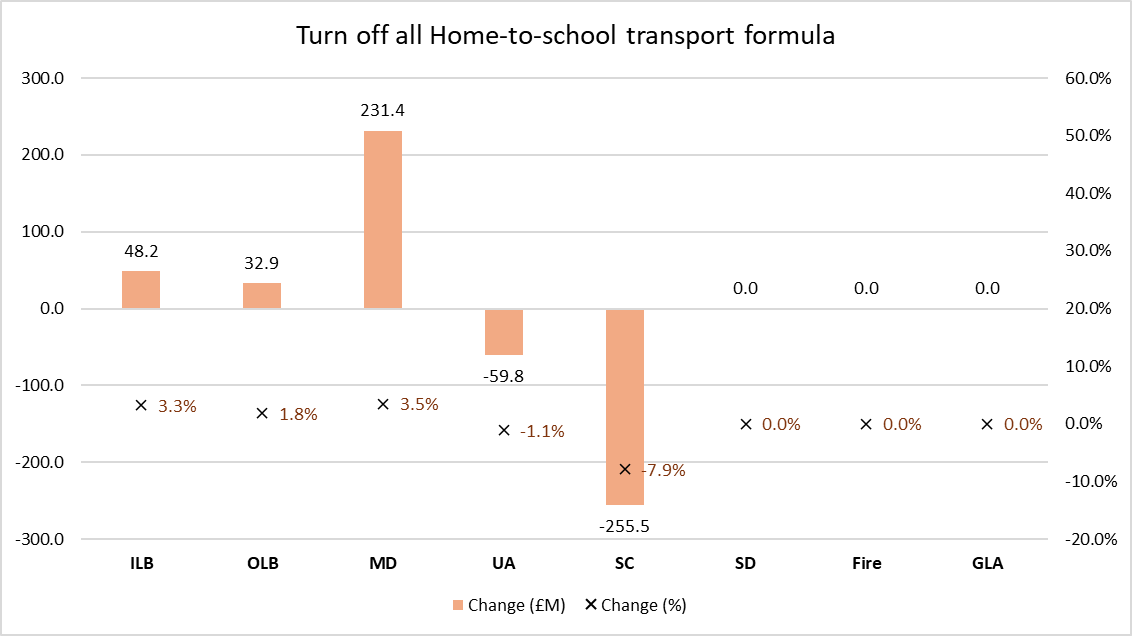 Turn off all Home-to-school transport formula
300.0
200.0
100.0
0.0
-100.0
-200.0
-300.0
60.0%
50.0%
40.0%
30.0%
20.0%
10.0%
0.0%
-10.0%
-20.0%
48.2
32.9
231.4
-59.8
-255.5
0.0
0.0
0.0
3.3%
1.8%
3.5%
-1.1%
-7.9%
0.0%
0.0%
0.0%
ILB
OLB
MD
UA
SC
SD
Fire
GLA
Change (£M)
Change (%)